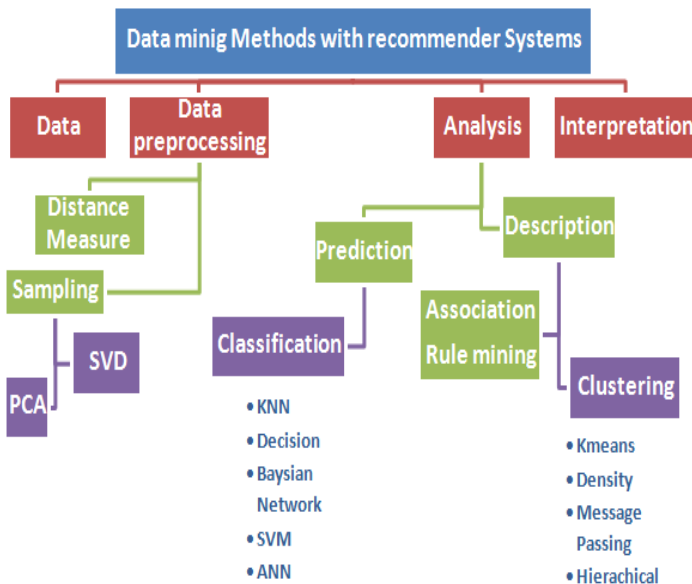 Data minig Methods with recommender Systems
Data
Data
preprocessing
Analysis
Interpretation
Distance
Measure
Sampling
SVD
PCA
Prediction
Description
Classification
Association
Rule mining
Clustering
• KNN
• Decision
• Baysian
Network
• SVM
• ANN
• Kmeans
• Density
• Message
Passing
• Hierachical